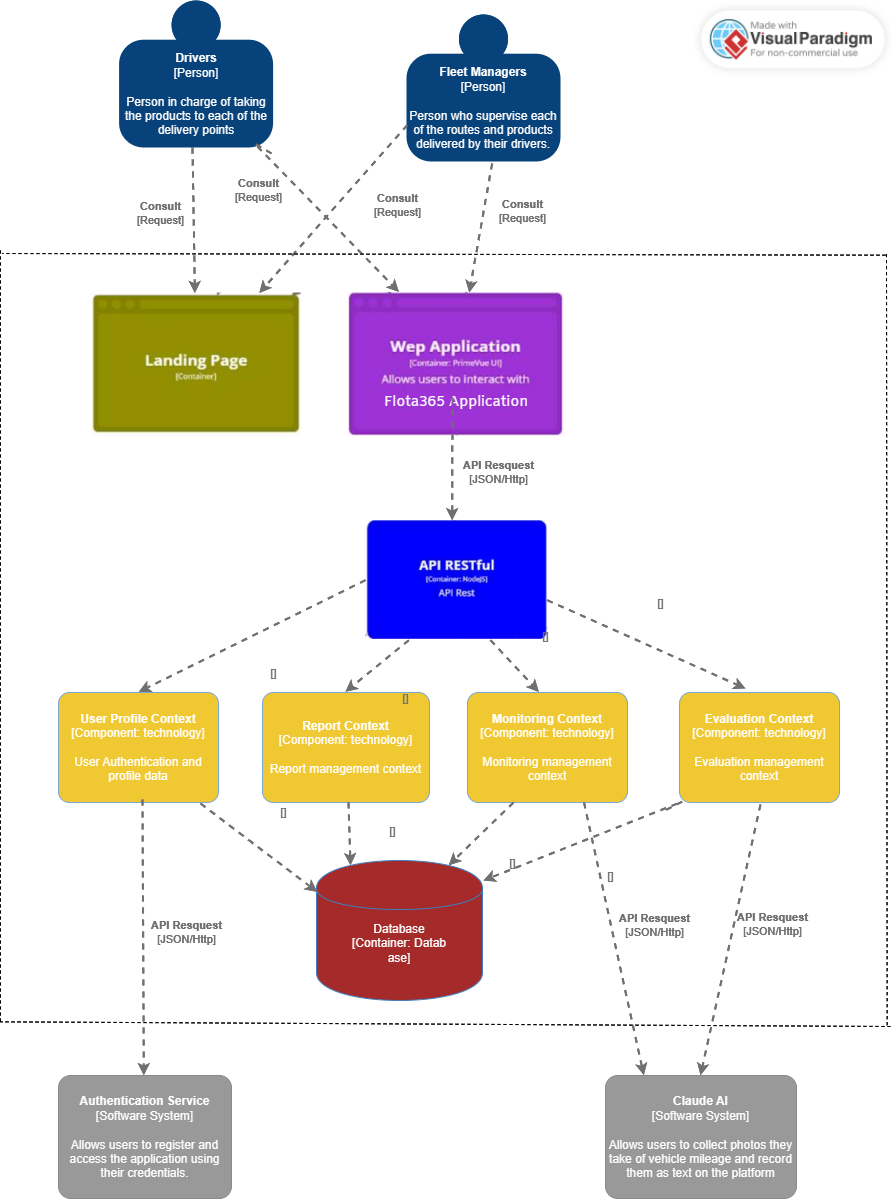 Made with
VisualParadigm
For non-commercial use
Drivers
[Person]
Person in charge of taking
the products to each of the
delivery points
Fleet Managers
[Person]
Person who supervise each
of the routes and products
delivered by their drivers.
Consult
[Request]
Consult
[Request]
Consult
[Request]
Consult
[Request]
Landing Page
[Container]
Wep Application
[Container: PrimeVue UI]
Allows users to interact with
Flota365 Application
API Resquest
[JSON/Http]
API RESTful
[Container: NodeJS]
API Rest
[]
[]
[]
[]
User Profile Context
[Component: technology]
User Authentication and
profile data
Report Context
[Component: technology]
Report management context
Monitoring Context
[Component: technology]
Monitoring management
context
Evaluation Context
[Component: technology]
Evaluation management
context
[]
[]
[]
[]
API Resquest
[JSON/Http]
Database
[Container: Datab
ase]
API Resquest
[JSON/Http]
API Resquest
[JSON/Http]
Authentication Service
[Software System]
Allows users to register and
access the application using
their credentials.
Claude AI
[Software System]
Allows users to collect photos they
take of vehicle mileage and record
them as text on the platform